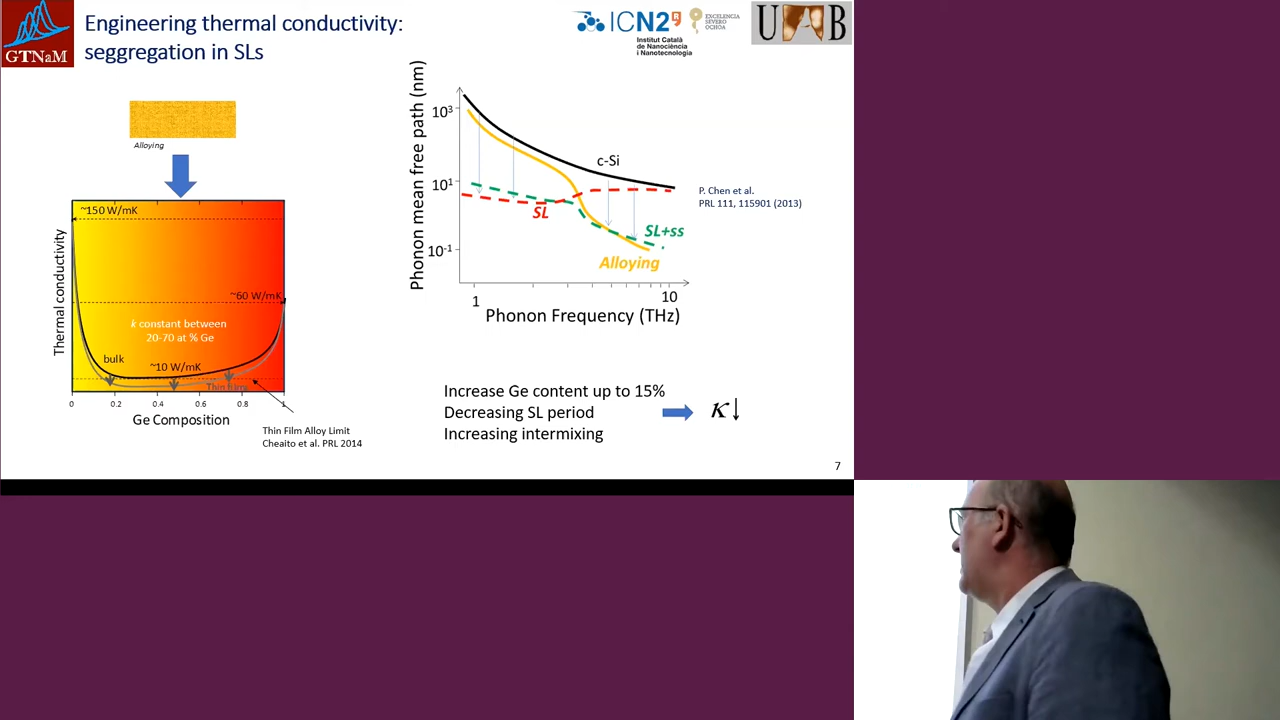 GTNaM
Engineering thermal conductivity:
seggregation in SLs
ICN2
Institut Català
de Nanociència
i Nanotecnologia
EXCELENCIA
SEVERO
OCHOA
UAB
Alloying
~150 W/mK
~60 W/mK
k constant between
20-70 at % Ge
bulk
~10 W/mK
Thin films
Thermal conductivity
0
0.2
0.4
0.6
0.8
1
Ge Composition
Thin Film Alloy Limit
Cheaito et al. PRL 2014
Phonon mean free path (nm)
10³
10¹
10⁻¹
c-Si
SL
SL+ss
Alloying
1
10
Phonon Frequency (THz)
P. Chen et al.
PRL 111, 115901 (2013)
Increase Ge content up to 15%
Decreasing SL period
Increasing intermixing
κ↓
7